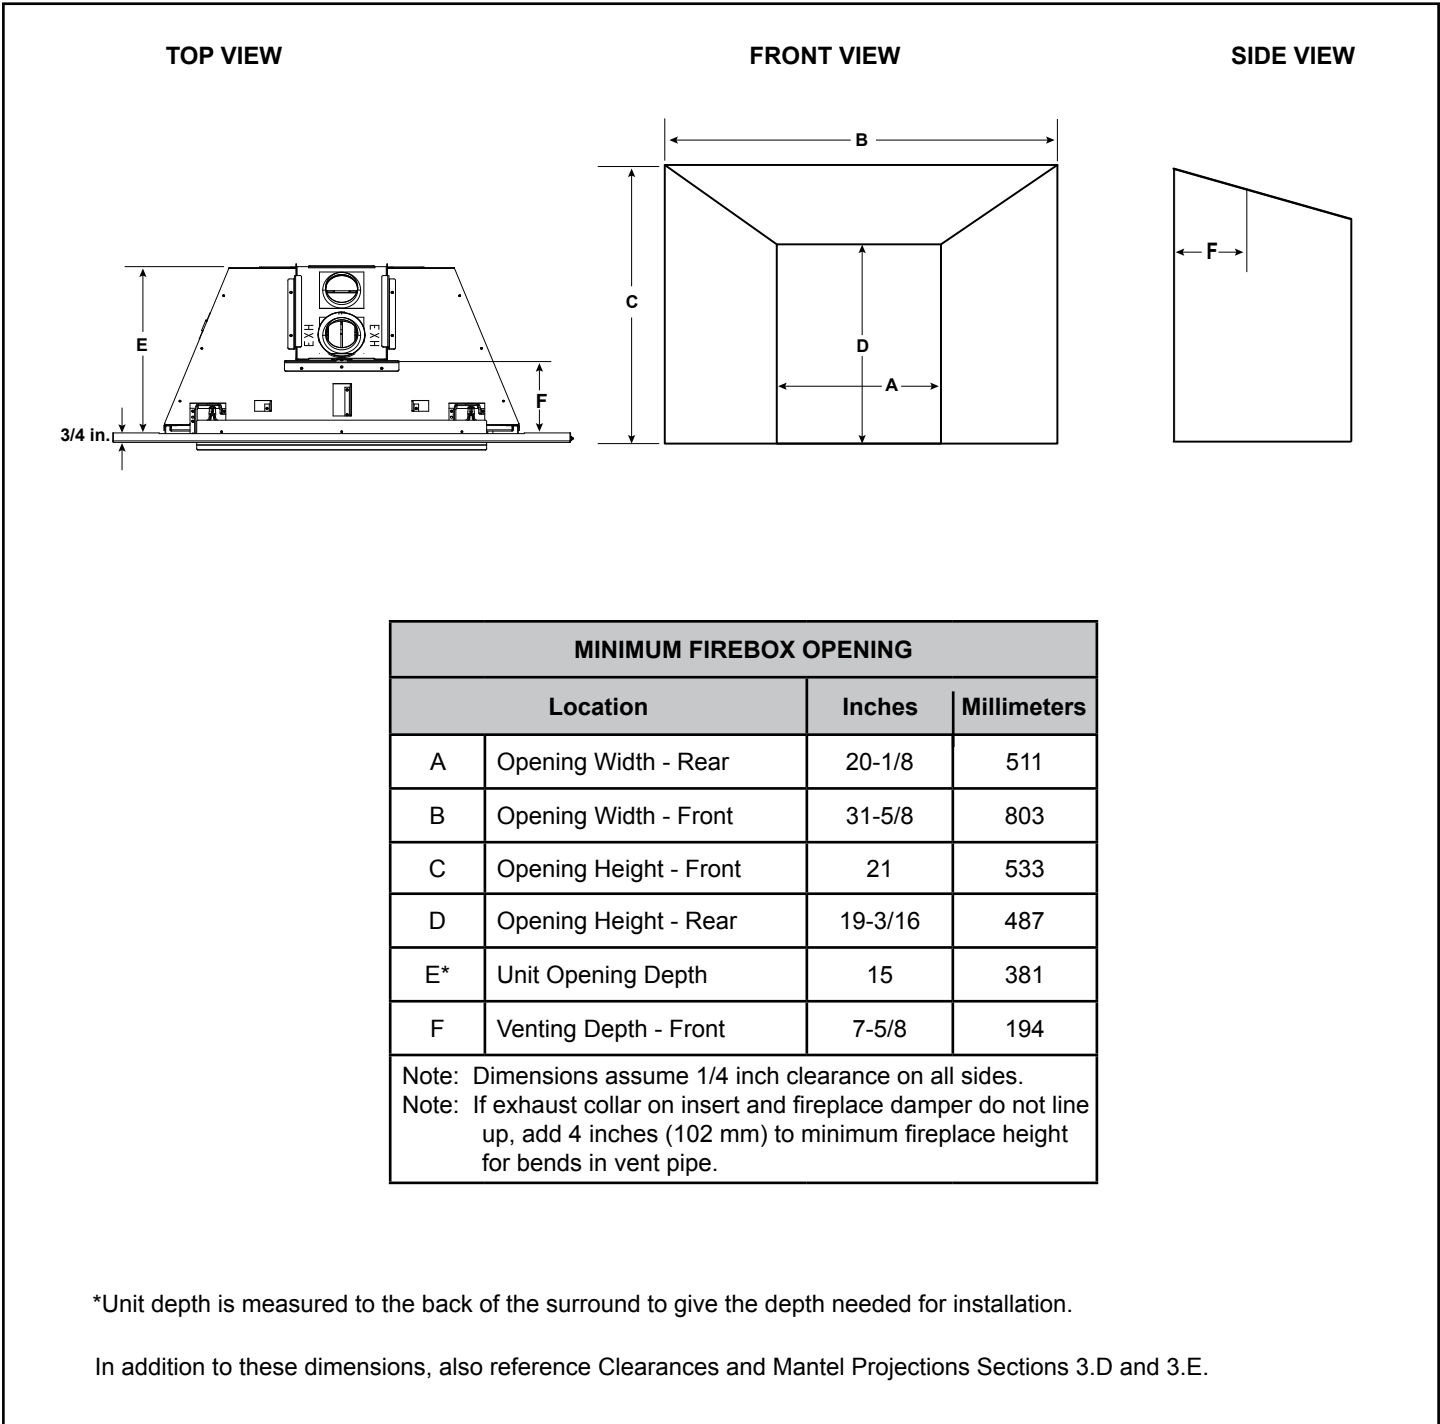 TOP VIEW
FRONT VIEW
SIDE VIEW
B
C
D
A
F
E
F
EXH
EXH
3/4 in.
MINIMUM FIREBOX OPENING
Location Inches Millimeters
A Opening Width - Rear 20-1/8 511
B Opening Width - Front 31-5/8 803
C Opening Height - Front 21 533
D Opening Height - Rear 19-3/16 487
E* Unit Opening Depth 15 381
F Venting Depth - Front 7-5/8 194
Note: Dimensions assume 1/4 inch clearance on all sides.
Note: If exhaust collar on insert and fireplace damper do not line
up, add 4 inches (102 mm) to minimum fireplace height
for bends in vent pipe.
*Unit depth is measured to the back of the surround to give the depth needed for installation.
In addition to these dimensions, also reference Clearances and Mantel Projections Sections 3.D and 3.E.